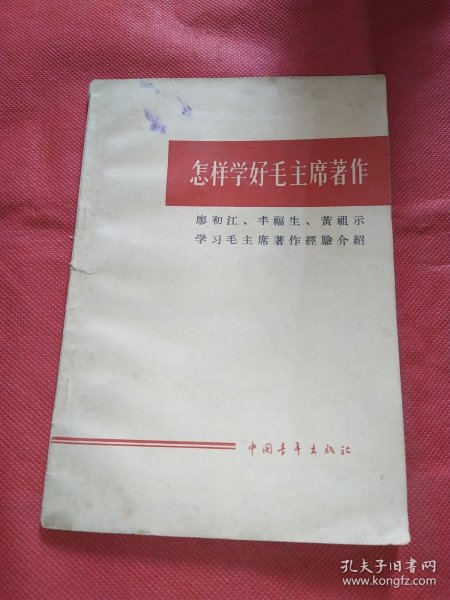 怎样学好毛主席著作
廖初江、丰福生、黃祖示
学习毛主席著作經驗介紹
中国青年出版社
孔夫子旧书网
www.kongfz.com